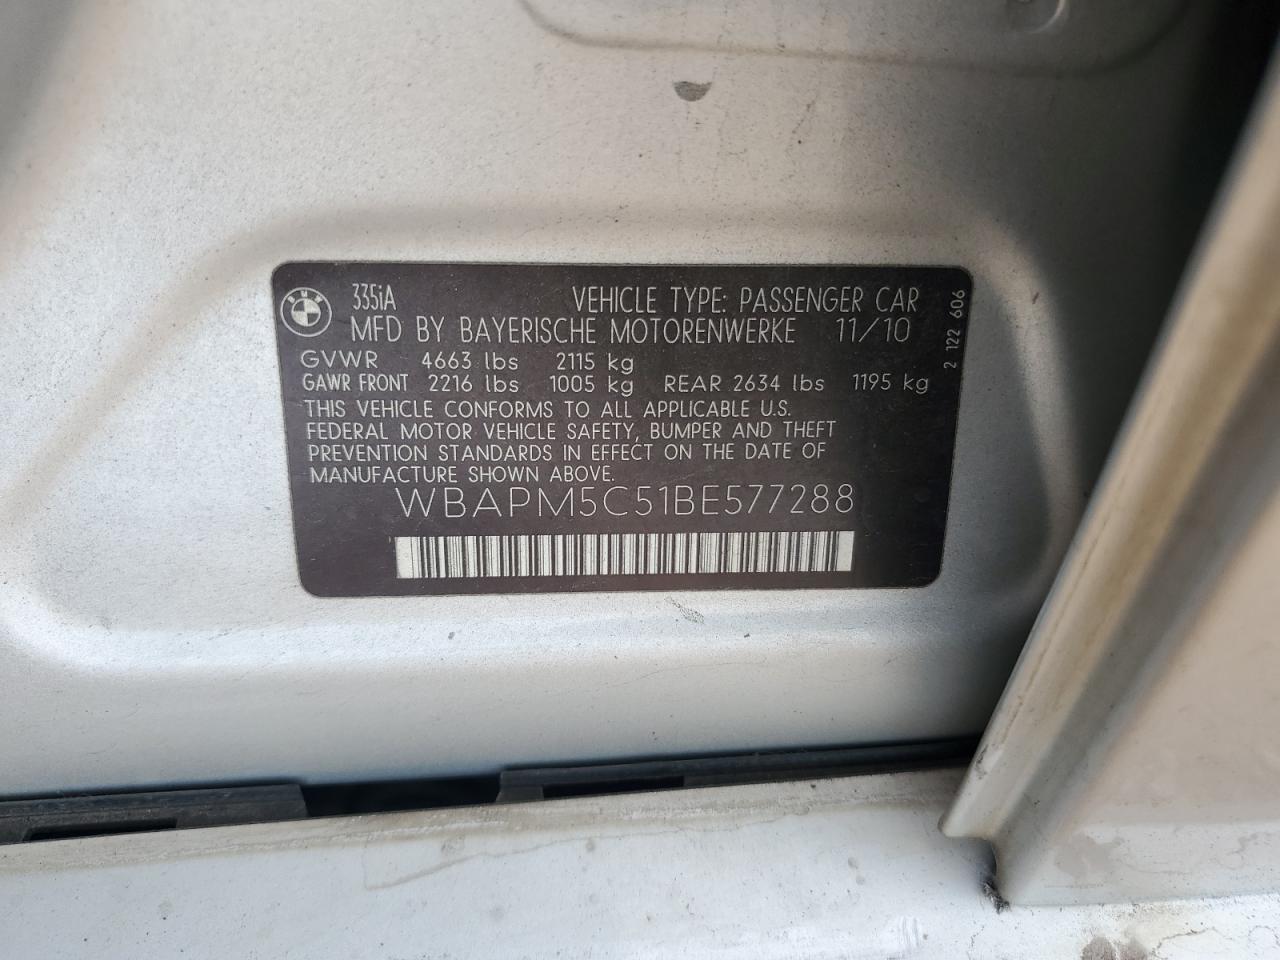 335iA VEHICLE TYPE: PASSENGER CAR
MFD BY BAYERISCHE MOTORENWERKE 11/10
GVWR 4663 lbs 2115 kg
GAWR FRONT 2216 lbs 1005 kg REAR 2634 lbs 1195 kg
THIS VEHICLE CONFORMS TO ALL APPLICABLE U.S.
FEDERAL MOTOR VEHICLE SAFETY, BUMPER AND THEFT
PREVENTION STANDARDS IN EFFECT ON THE DATE OF
MANUFACTURE SHOWN ABOVE.
WBAPM5C51BE577288
2 122 606
BMW